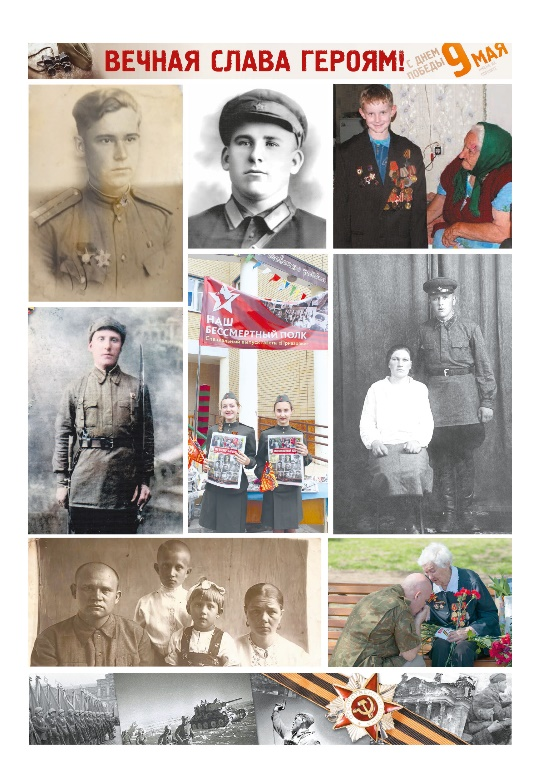 ВЕЧНАЯ СЛАВА ГЕРОЯМ!
С ДНЕМ
ПОБЕДЫ
9 МАЯ
НАШ
БЕССМЕРТНЫЙ ПОЛК